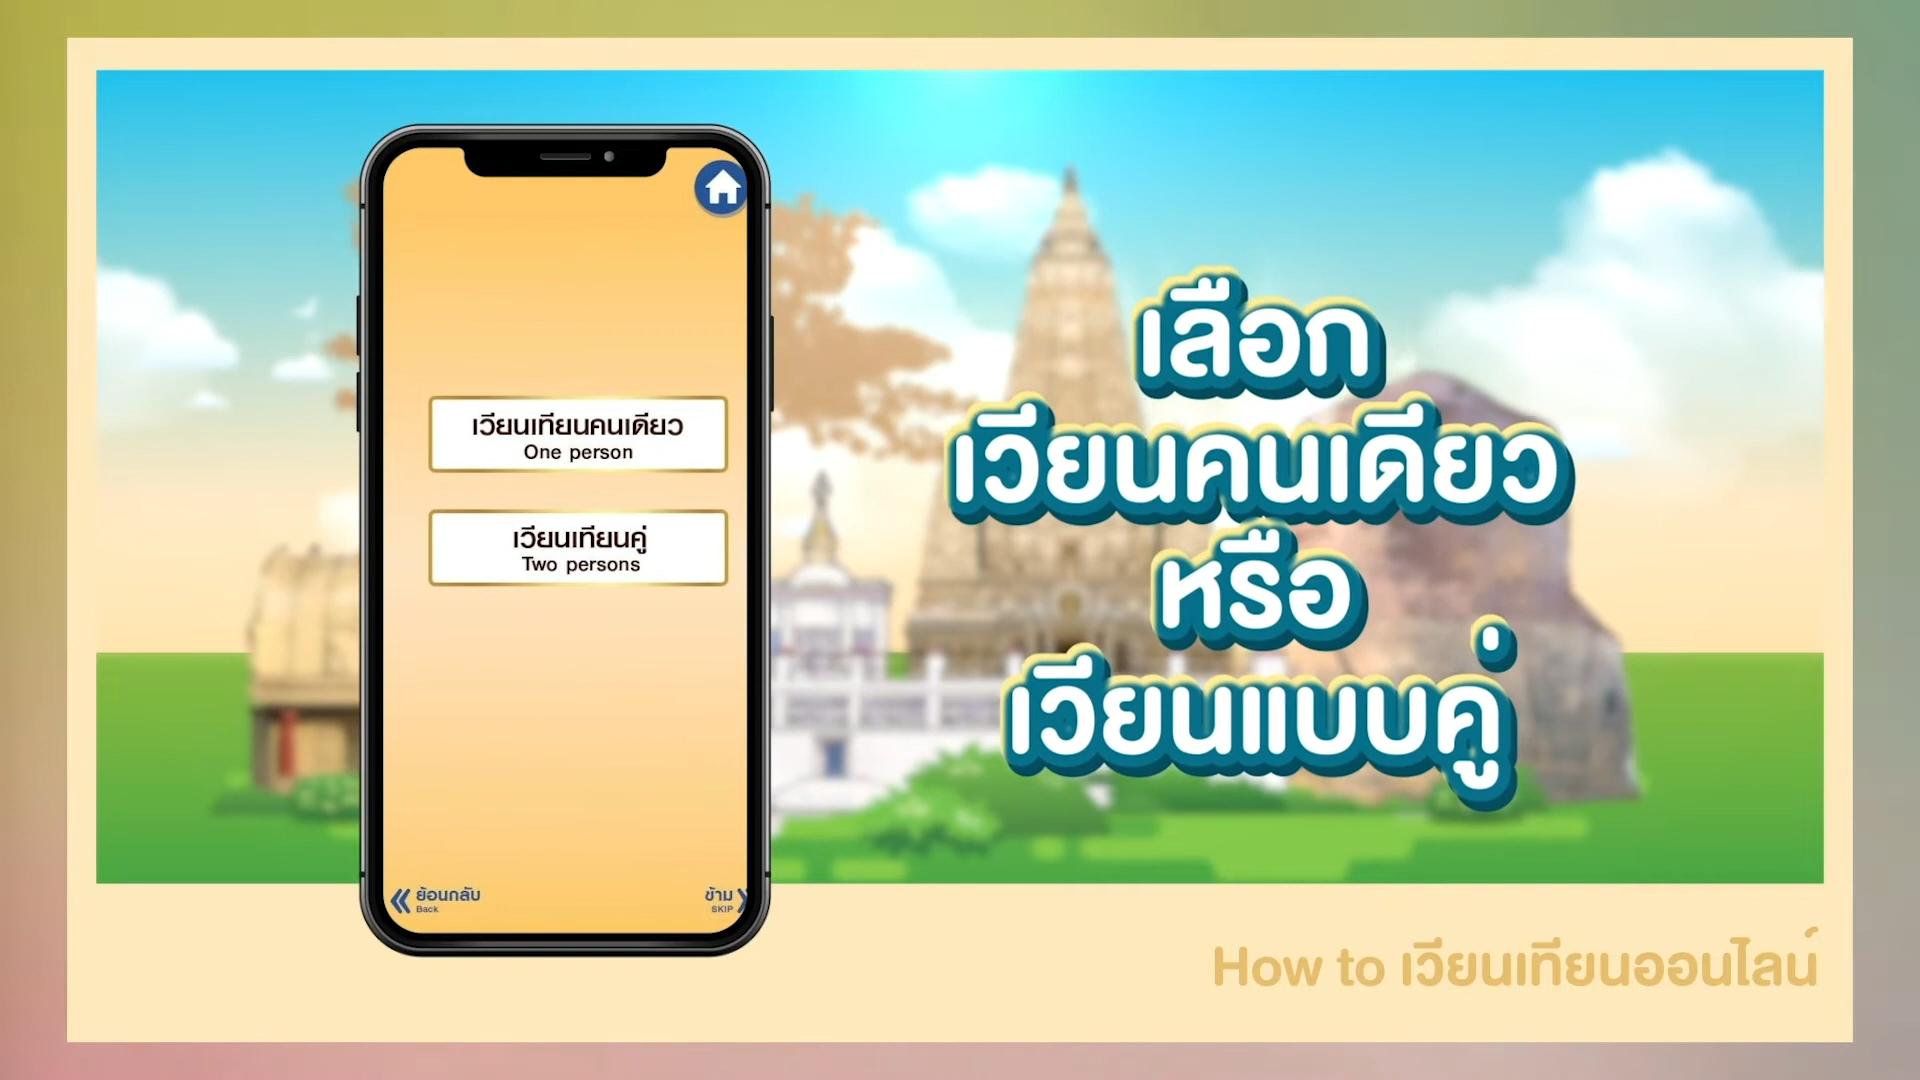 เวียนเทียนคนเดียว
One person
เวียนเทียนคู่
Two persons
ย้อนกลับ
Back
ข้าม
SKIP
เลือก
เวียนคนเดียว
หรือ
เวียนแบบคู่
How to เวียนเทียนออนไลน์